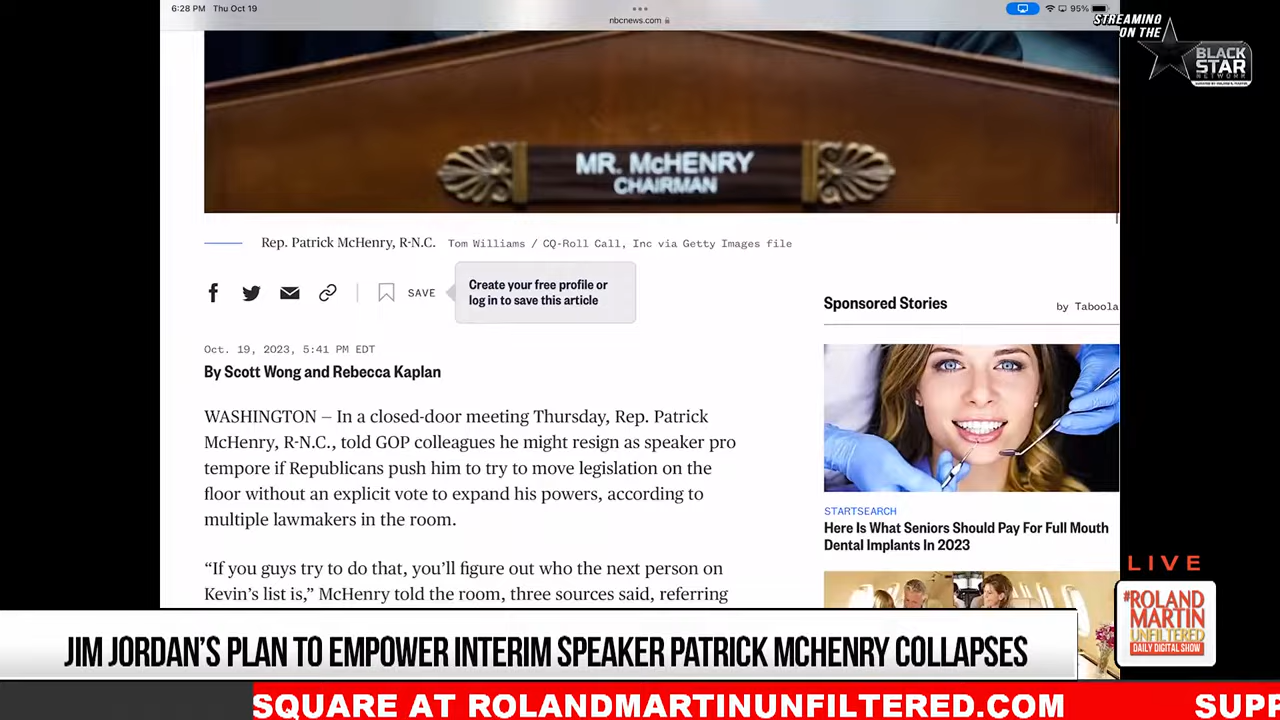 6:28 PM Thu Oct 19
nbcnews.com
95%
STREAMING
ON THE
BLACK
STAR
NETWORK
MR. McHENRY
CHAIRMAN
Rep. Patrick McHenry, R-N.C. Tom Williams / CQ-Roll Call, Inc via Getty Images file
SAVE
Create your free profile or
log in to save this article
Sponsored Stories
by Taboola
Oct. 19, 2023, 5:41 PM EDT
By Scott Wong and Rebecca Kaplan
WASHINGTON — In a closed-door meeting Thursday, Rep. Patrick
McHenry, R-N.C., told GOP colleagues he might resign as speaker pro
tempore if Republicans push him to try to move legislation on the
floor without an explicit vote to expand his powers, according to
multiple lawmakers in the room.
“If you guys try to do that, you’ll figure out who the next person on
Kevin’s list is,” McHenry told the room, three sources said, referring
STARTSEARCH
Here Is What Seniors Should Pay For Full Mouth
Dental Implants In 2023
LIVE
#ROLAND
MARTIN
UNFILTERED
DAILY DIGITAL SHOW
JIM JORDAN’S PLAN TO EMPOWER INTERIM SPEAKER PATRICK MCHENRY COLLAPSES
SQUARE AT ROLANDMARTINUNFILTERED.COM SUPP